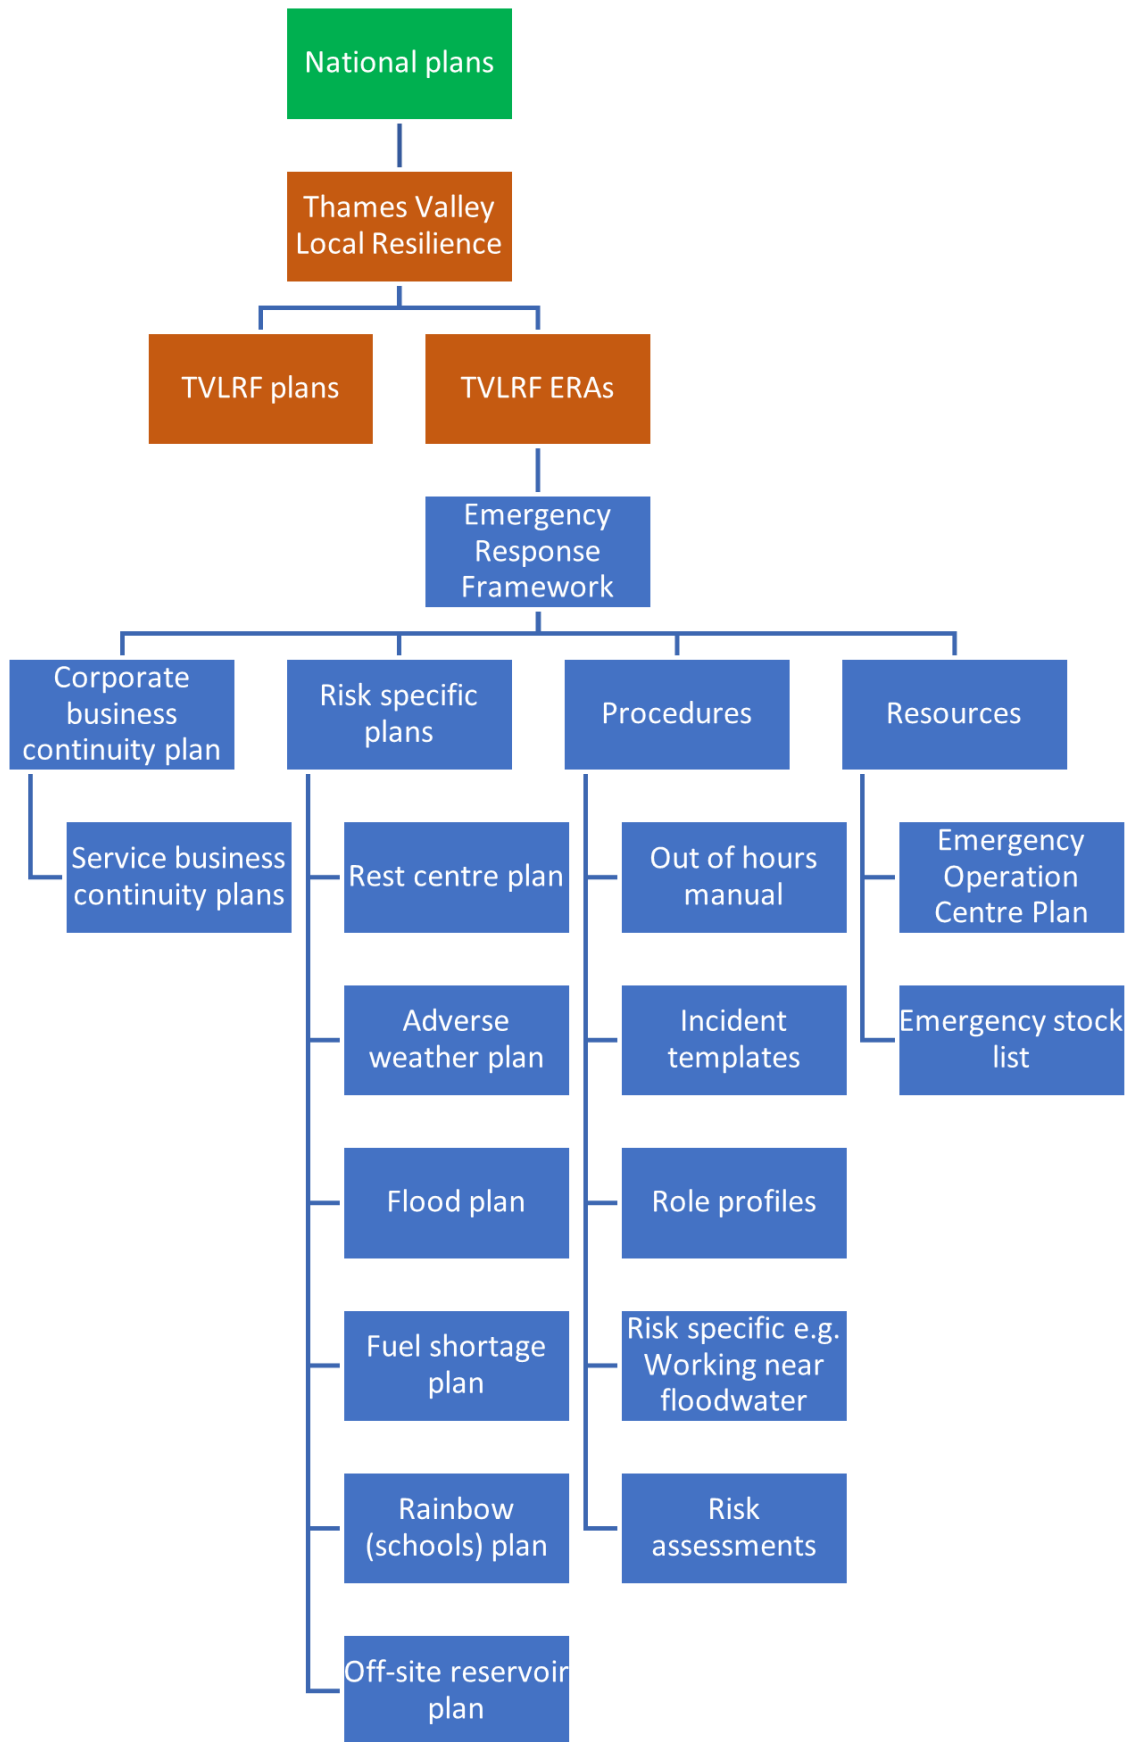 National plans
Thames Valley
Local Resilience
TVLRF plans
TVLRF ERAs
Emergency
Response
Framework
Corporate
business
continuity plan
Risk specific
plans
Procedures
Resources
Service business
continuity plans
Rest centre plan
Out of hours
manual
Emergency
Operation
Centre Plan
Adverse
weather plan
Incident
templates
Emergency stock
list
Flood plan
Role profiles
Fuel shortage
plan
Risk specific e.g.
Working near
floodwater
Rainbow
(schools) plan
Risk
assessments
Off-site reservoir
plan